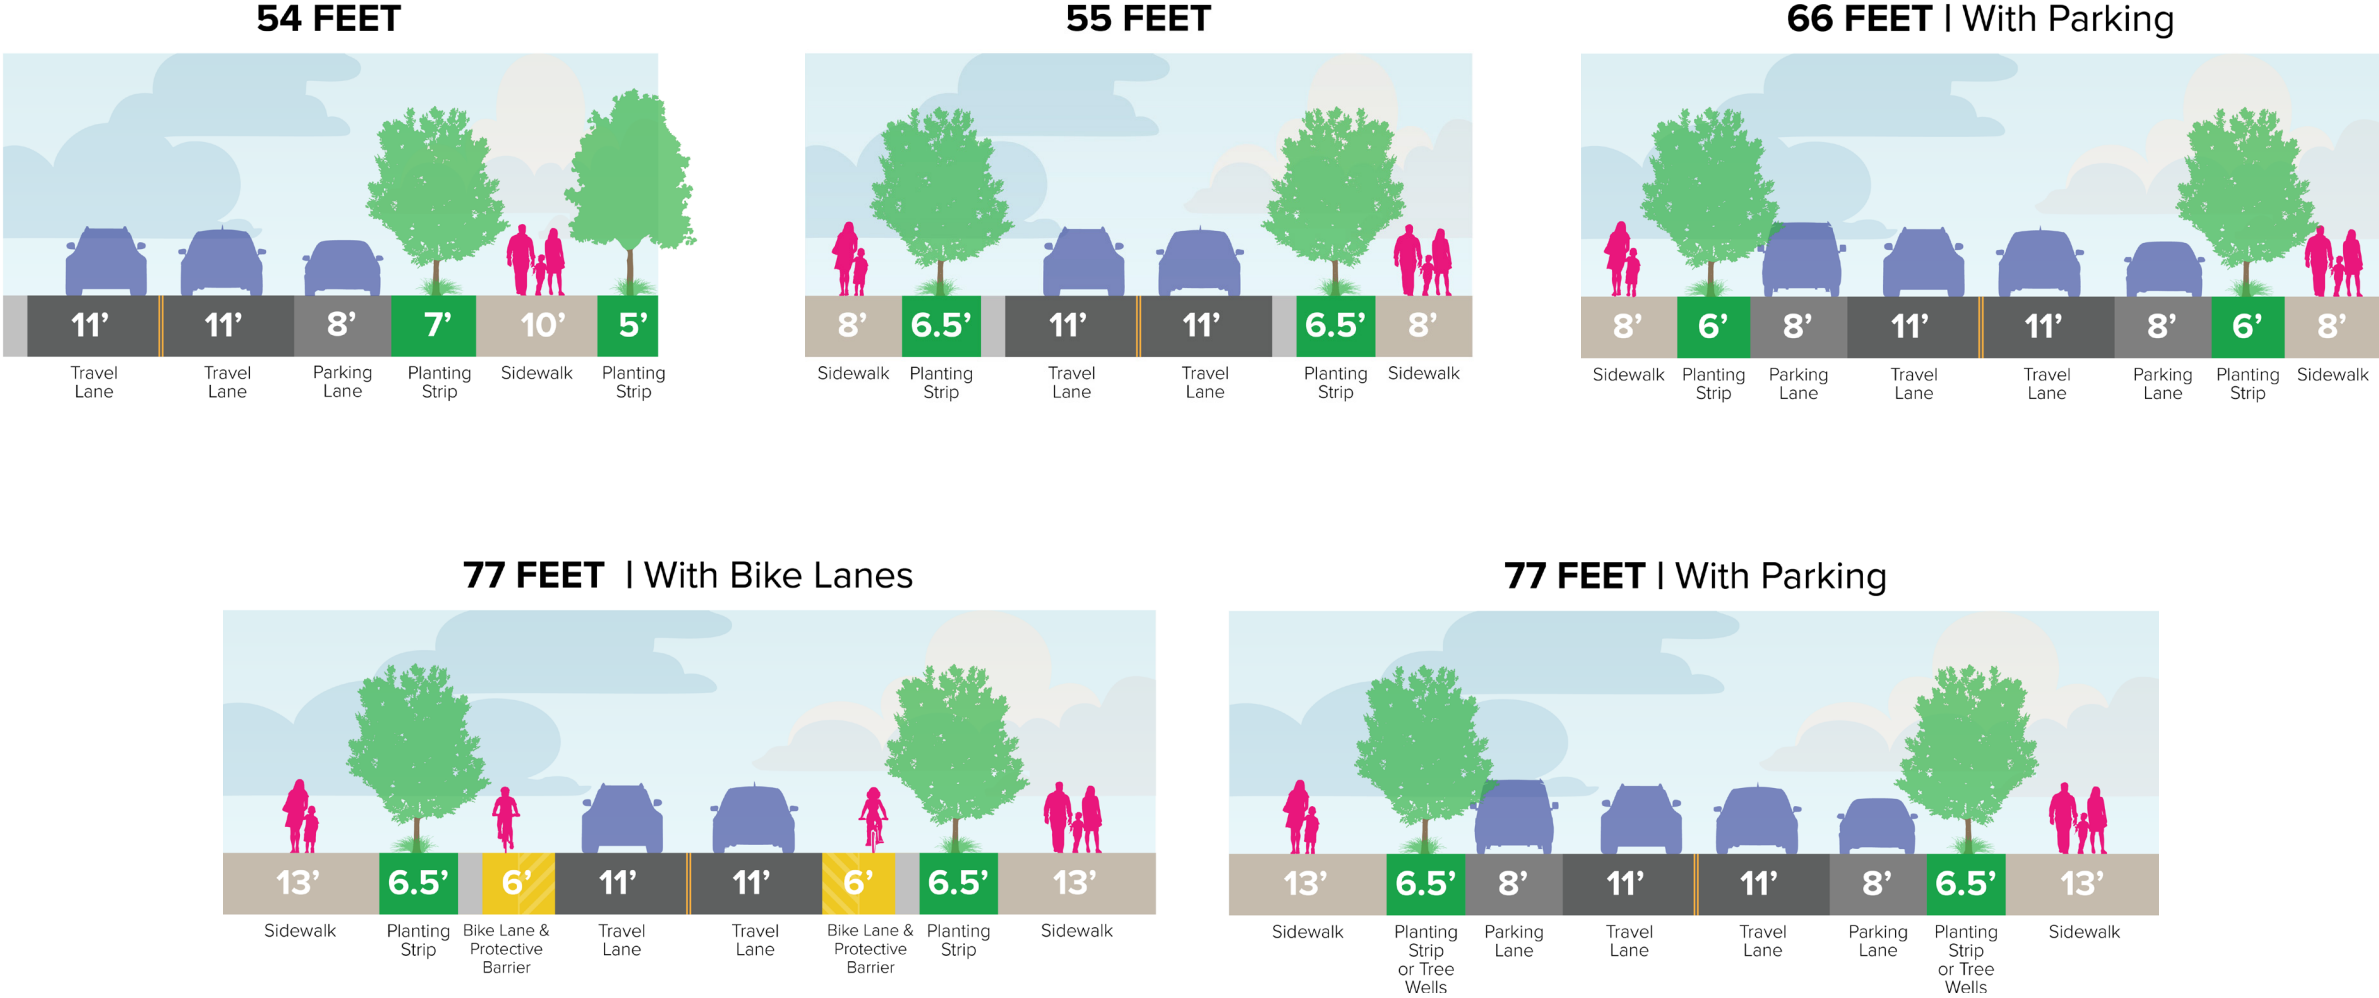 54 FEET
11’ 11’ 8’ 7’ 10’ 5’
Travel Lane
Travel Lane
Parking Lane
Planting Strip
Sidewalk
Planting Strip
55 FEET
8’ 6.5’ 11’ 11’ 6.5’ 8’
Sidewalk
Planting Strip
Travel Lane
Travel Lane
Planting Strip
Sidewalk
66 FEET | With Parking
8’ 6’ 8’ 11’ 11’ 8’ 6’ 8’
Sidewalk
Planting Strip
Parking Lane
Travel Lane
Travel Lane
Parking Lane
Planting Strip
Sidewalk
77 FEET | With Bike Lanes
13’ 6.5’ 6’ 11’ 11’ 6’ 6.5’ 13’
Sidewalk
Planting Strip
Bike Lane & Protective Barrier
Travel Lane
Travel Lane
Bike Lane & Protective Barrier
Planting Strip
Sidewalk
77 FEET | With Parking
13’ 6.5’ 8’ 11’ 11’ 8’ 6.5’ 13’
Sidewalk
Planting Strip or Tree Wells
Parking Lane
Travel Lane
Travel Lane
Parking Lane
Planting Strip or Tree Wells
Sidewalk